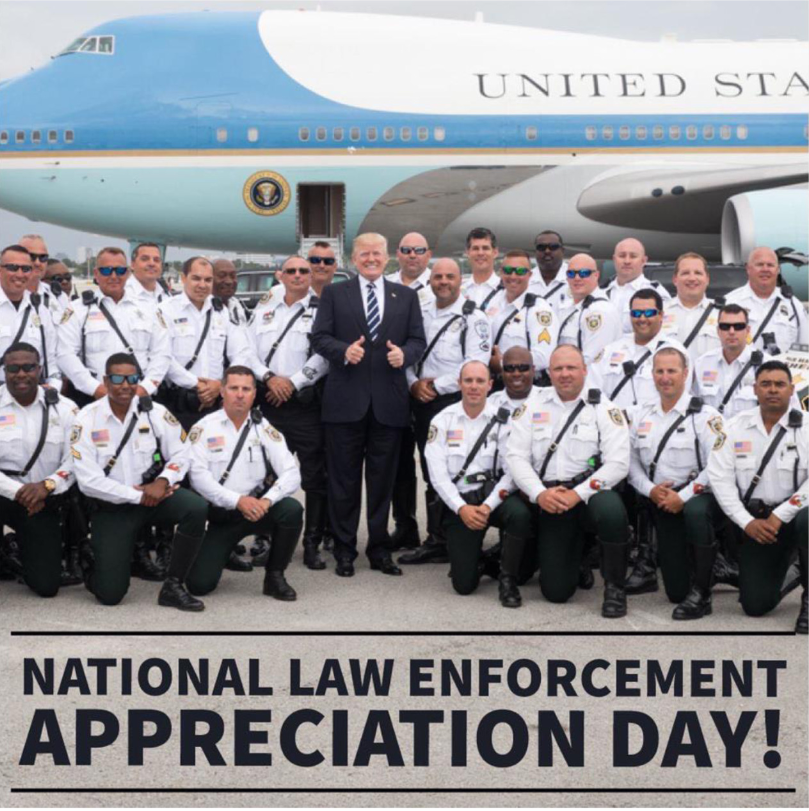 UNITED STA
NATIONAL LAW ENFORCEMENT
APPRECIATION DAY!